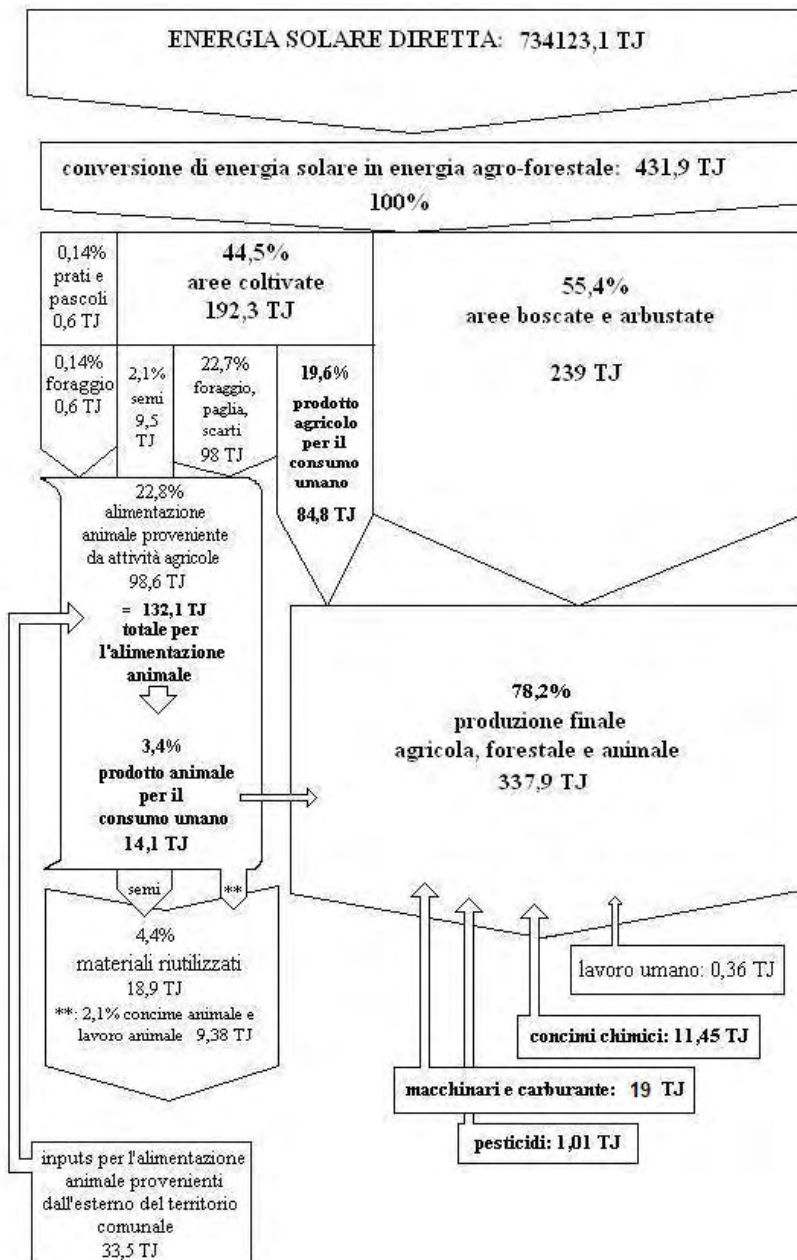 ENERGIA SOLARE DIRETTA: 734123,1 TJ
conversione di energia solare in energia agro-forestale: 431,9 TJ
100%
0,14%
prati e
pascoli
0,6 TJ
44,5%
aree coltivate
192,3 TJ
55,4%
aree boscate e arbustate
239 TJ
0,14%
foraggio
0,6 TJ
2,1%
semi
9,5
TJ
22,7%
foraggio,
paglia,
scarti
98 TJ
19,6%
prodotto
agricolo
per il
consumo
umano
84,8 TJ
22,8%
alimentazione
animale proveniente
da attività agricole
98,6 TJ
= 132,1 TJ
totale per
l'alimentazione
animale
3,4%
prodotto animale
per il
consumo umano
14,1 TJ
78,2%
produzione finale
agricola, forestale e animale
337,9 TJ
semi
**
4,4%
materiali riutilizzati
18,9 TJ
**: 2,1% concime animale e
lavoro animale 9,38 TJ
lavoro umano: 0,36 TJ
concimi chimici: 11,45 TJ
macchinari e carburante: 19 TJ
pesticidi: 1,01 TJ
inputs per l'alimentazione
animale provenienti
dall'esterno del territorio
comunale
33,5 TJ